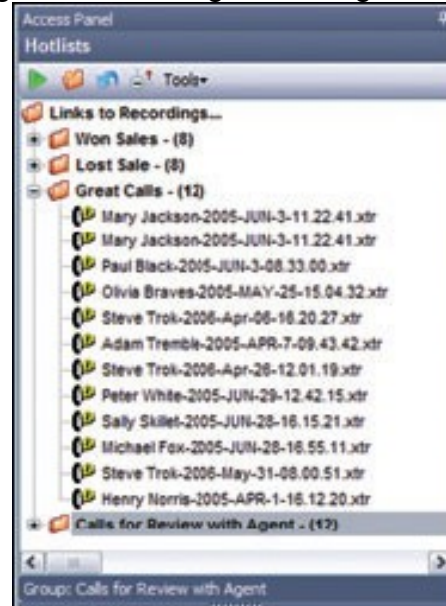 Access Panel
Hotlists
Tools
Links to Recordings...
Won Sales - (8)
Lost Sale - (8)
Great Calls - (12)
Mary Jackson-2005-JUN-3-11.22.41.xtr
Mary Jackson-2005-JUN-3-11.22.41.xtr
Paul Black-2005-JUN-3-08.33.00.xtr
Olivia Braves-2005-MAY-25-15.04.32.xtr
Steve Trok-2006-Apr-06-16.20.27.xtr
Adam Tremble-2005-APR-7-09.43.42.xtr
Steve Trok-2006-Apr-26-12.01.19.xtr
Peter White-2005-JUN-29-12.42.15.xtr
Sally Skillet-2005-JUN-28-16.15.21.xtr
Michael Fox-2005-JUN-28-16.55.11.xtr
Steve Trok-2006-May-31-08.00.51.xtr
Henry Norris-2005-APR-1-16.12.20.xtr
Calls for Review with Agent - (12)
Group: Calls for Review with Agent